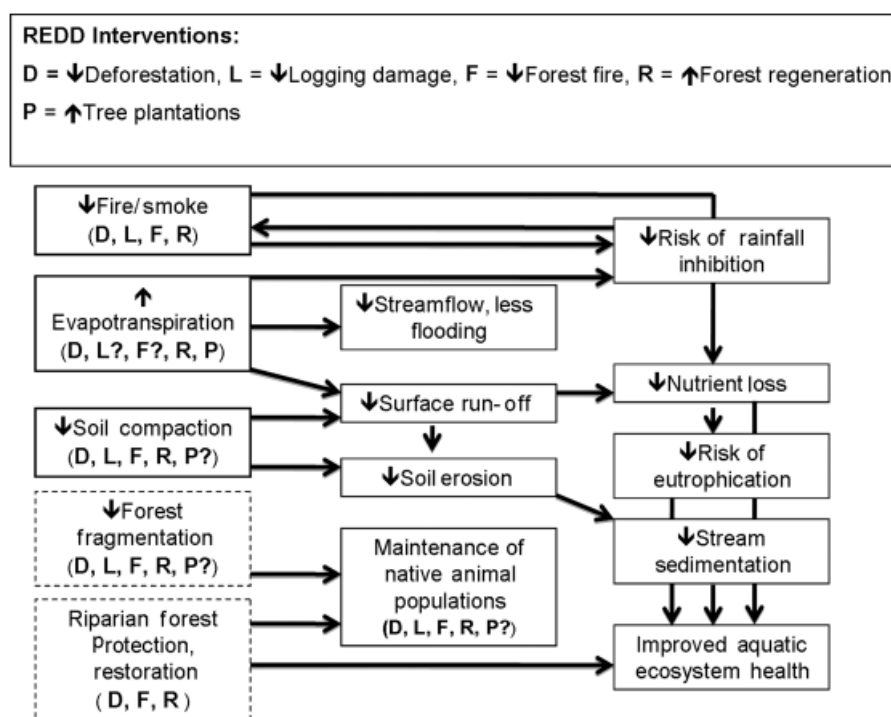 REDD Interventions:
D = ↓Deforestation, L = ↓Logging damage, F = ↓Forest fire, R = ↑Forest regeneration
P = ↑Tree plantations
↓Fire/smoke
(D, L, F, R)
↓Risk of rainfall
inhibition
↑
Evapotranspiration
(D, L?, F?, R, P)
↓Streamflow, less
flooding
↓Surface run-off
↓Nutrient loss
↓Soil compaction
(D, L, F, R, P?)
↓Risk of
eutrophication
↓Soil erosion
↓Forest
fragmentation
(D, L, F, R, P?)
↓Stream
sedimentation
Maintenance of
native animal
populations
(D, L, F, R, P?)
Riparian forest
Protection,
restoration
( D, F, R )
Improved aquatic
ecosystem health